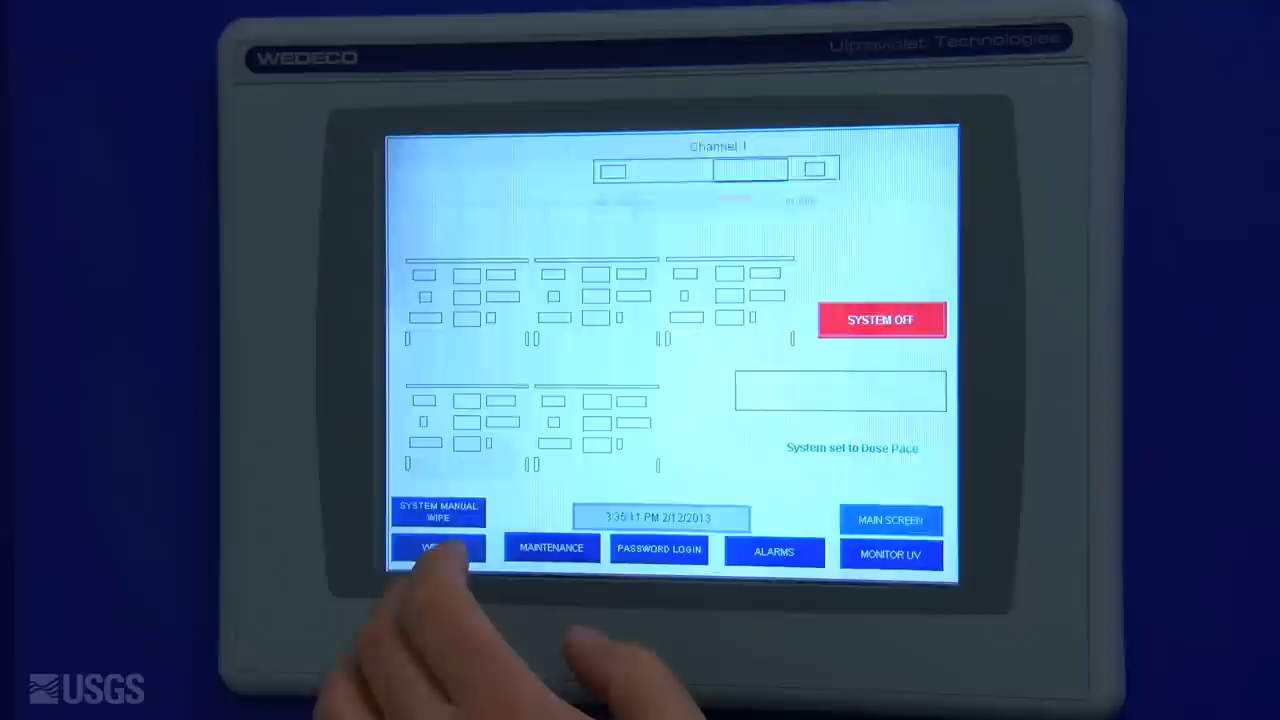 WEDECO
Ultraviolet Technologies
Channel 1
SYSTEM OFF
System set to Dose Pace
SYSTEM MANUAL
WIPE
3:35:11 PM 2/12/2013
MAIN SCREEN
MAINTENANCE
PASSWORD LOGIN
ALARMS
MONITOR UV
USGS